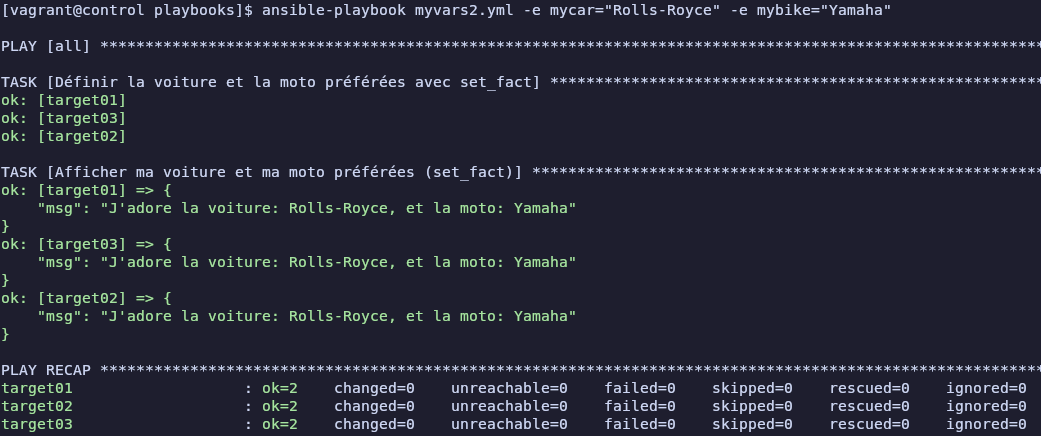 [vagrant@control playbooks]$ ansible-playbook myvars2.yml -e mycar="Rolls-Royce" -e mybike="Yamaha"
PLAY [all] *********************************************************************************************************
TASK [Définir la voiture et la moto préférées avec set_fact] *******************************************************
ok: [target01]
ok: [target03]
ok: [target02]
TASK [Afficher ma voiture et ma moto préférées (set_fact)] *********************************************************
ok: [target01] => {
    "msg": "J'adore la voiture: Rolls-Royce, et la moto: Yamaha"
}
ok: [target03] => {
    "msg": "J'adore la voiture: Rolls-Royce, et la moto: Yamaha"
}
ok: [target02] => {
    "msg": "J'adore la voiture: Rolls-Royce, et la moto: Yamaha"
}
PLAY RECAP *********************************************************************************************************
target01                   : ok=2    changed=0    unreachable=0    failed=0    skipped=0    rescued=0    ignored=0
target02                   : ok=2    changed=0    unreachable=0    failed=0    skipped=0    rescued=0    ignored=0
target03                   : ok=2    changed=0    unreachable=0    failed=0    skipped=0    rescued=0    ignored=0